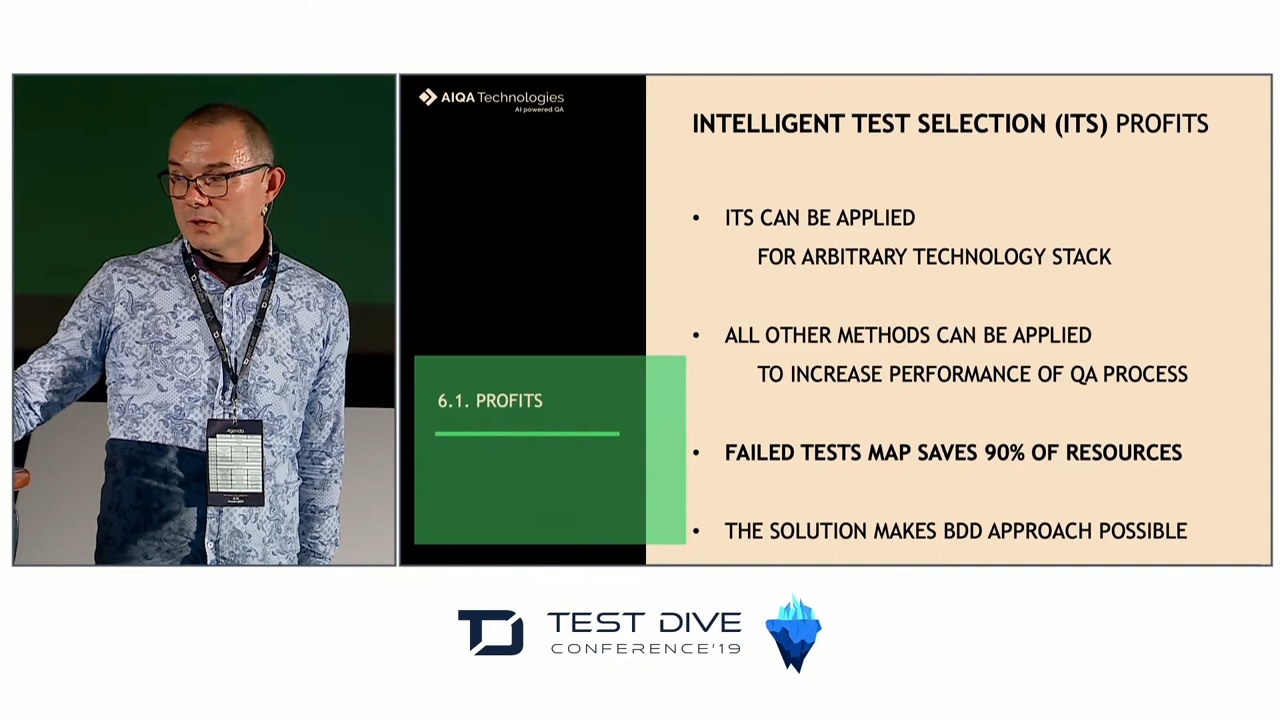 AIQA Technologies
AI powered QA
INTELLIGENT TEST SELECTION (ITS) PROFITS
• ITS CAN BE APPLIED
FOR ARBITRARY TECHNOLOGY STACK
• ALL OTHER METHODS CAN BE APPLIED
TO INCREASE PERFORMANCE OF QA PROCESS
6.1. PROFITS
• FAILED TESTS MAP SAVES 90% OF RESOURCES
• THE SOLUTION MAKES BDD APPROACH POSSIBLE
Agenda
TD TEST DIVE
CONFERENCE'19